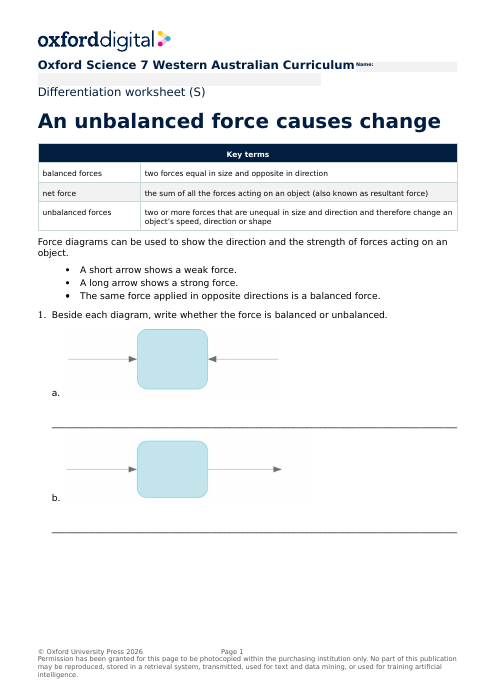 oxforddigital
Oxford Science 7 Western Australian Curriculum Name:
Differentiation worksheet (S)
An unbalanced force causes change
Key terms
balanced forces two forces equal in size and opposite in direction
net force the sum of all the forces acting on an object (also known as resultant force)
unbalanced forces two or more forces that are unequal in size and direction and therefore change an
object’s speed, direction or shape
Force diagrams can be used to show the direction and the strength of forces acting on an
object.
• A short arrow shows a weak force.
• A long arrow shows a strong force.
• The same force applied in opposite directions is a balanced force.
1. Beside each diagram, write whether the force is balanced or unbalanced.
a.
b.
© Oxford University Press 2026 Page 1
Permission has been granted for this page to be photocopied within the purchasing institution only. No part of this publication
may be reproduced, stored in a retrieval system, transmitted, used for text and data mining, or used for training artificial
intelligence.